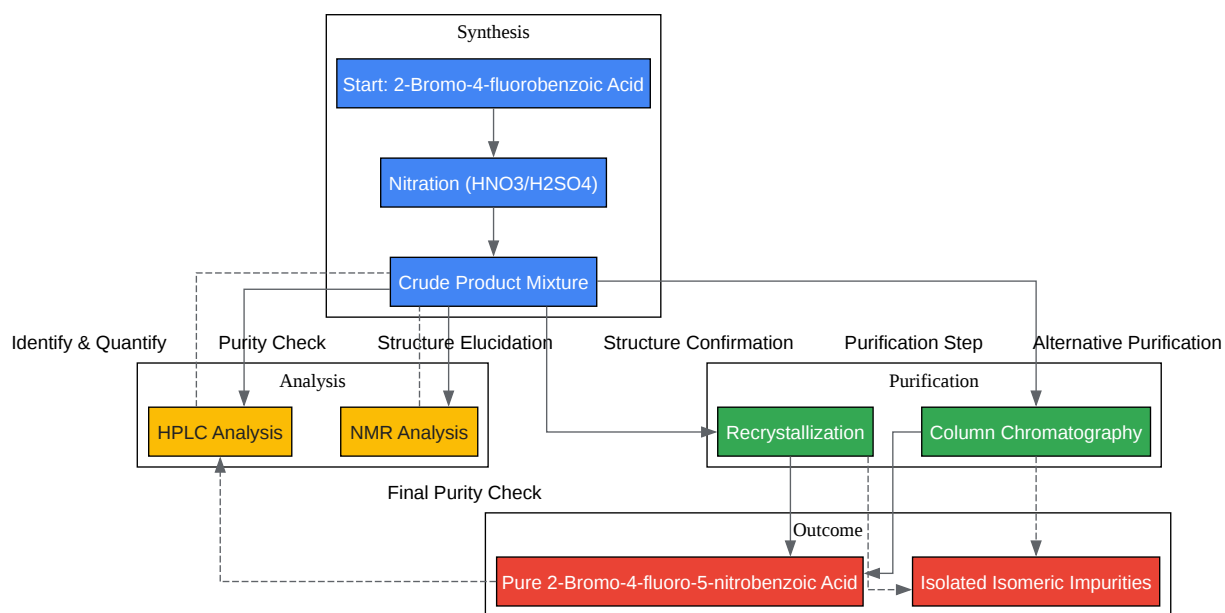 Synthesis
Start: 2-Bromo-4-fluorobenzoic Acid
Nitration (HNO3/H2SO4)
Crude Product Mixture
Identify & Quantify
Purity Check
Structure Elucidation
Structure Confirmation
Purification Step
Alternative Purification
Analysis
Purification
HPLC Analysis
NMR Analysis
Recrystallization
Column Chromatography
Final Purity Check
Outcome
Pure 2-Bromo-4-fluoro-5-nitrobenzoic Acid
Isolated Isomeric Impurities